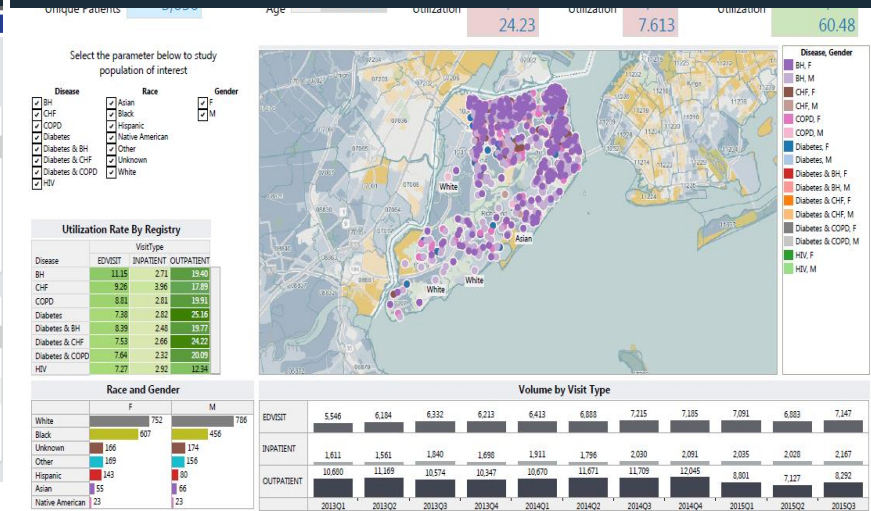 Unique Patients
Age
Utilization
24.23
Utilization
7.613
Utilization
60.48
Select the parameter below to study
population of interest
Disease Race Gender
BH Asian F
CHF Black M
COPD Hispanic
Diabetes Native American
Diabetes & BH Other
Diabetes & CHF Unknown
Diabetes & COPD White
HIV
White
Asian
White
White
Disease, Gender
BH, F
BH, M
CHF, F
CHF, M
COPD, F
COPD, M
Diabetes, F
Diabetes, M
Diabetes & BH, F
Diabetes & BH, M
Diabetes & CHF, F
Diabetes & CHF, M
Diabetes & COPD, F
Diabetes & COPD, M
HIV, F
HIV, M
Utilization Rate By Registry
VisitType
Disease EDVISIT INPATIENT OUTPATIENT
BH 11.15 2.71 19.40
CHF 9.26 3.96 17.89
COPD 8.81 2.81 19.91
Diabetes 7.38 2.82 25.16
Diabetes & BH 8.39 2.48 19.77
Diabetes & CHF 7.53 2.66 24.22
Diabetes & COPD 7.64 2.32 20.09
HIV 7.27 2.92 12.34
Race and Gender
F M
White 752 786
Black 607 456
Unknown 166 174
Other 169 156
Hispanic 143 80
Asian 55 66
Native American 23 23
Volume by Visit Type
EDVISIT 5,546 6,184 6,332 6,213 6,413 6,888 7,215 7,185 7,091 6,883 7,147
INPATIENT 1,611 1,561 1,840 1,698 1,911 1,796 2,030 2,091 2,035 2,028 2,167
OUTPATIENT 10,680 11,169 10,574 10,347 10,670 11,671 11,709 12,045 8,801 7,127 8,292
2013Q1 2013Q2 2013Q3 2013Q4 2014Q1 2014Q2 2014Q3 2014Q4 2015Q1 2015Q2 2015Q3